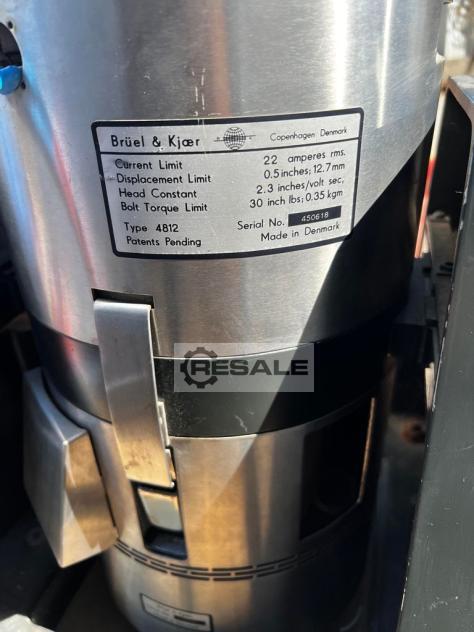 Brüel & Kjær Copenhagen Denmark
Current Limit 22 amperes rms.
Displacement Limit 0.5 inches; 12.7 mm
Head Constant 2.3 inches/volt sec.
Bolt Torque Limit 30 inch lbs; 0.35 kgm
Type 4812 Serial No. 450618
Patents Pending Made in Denmark
RESALE